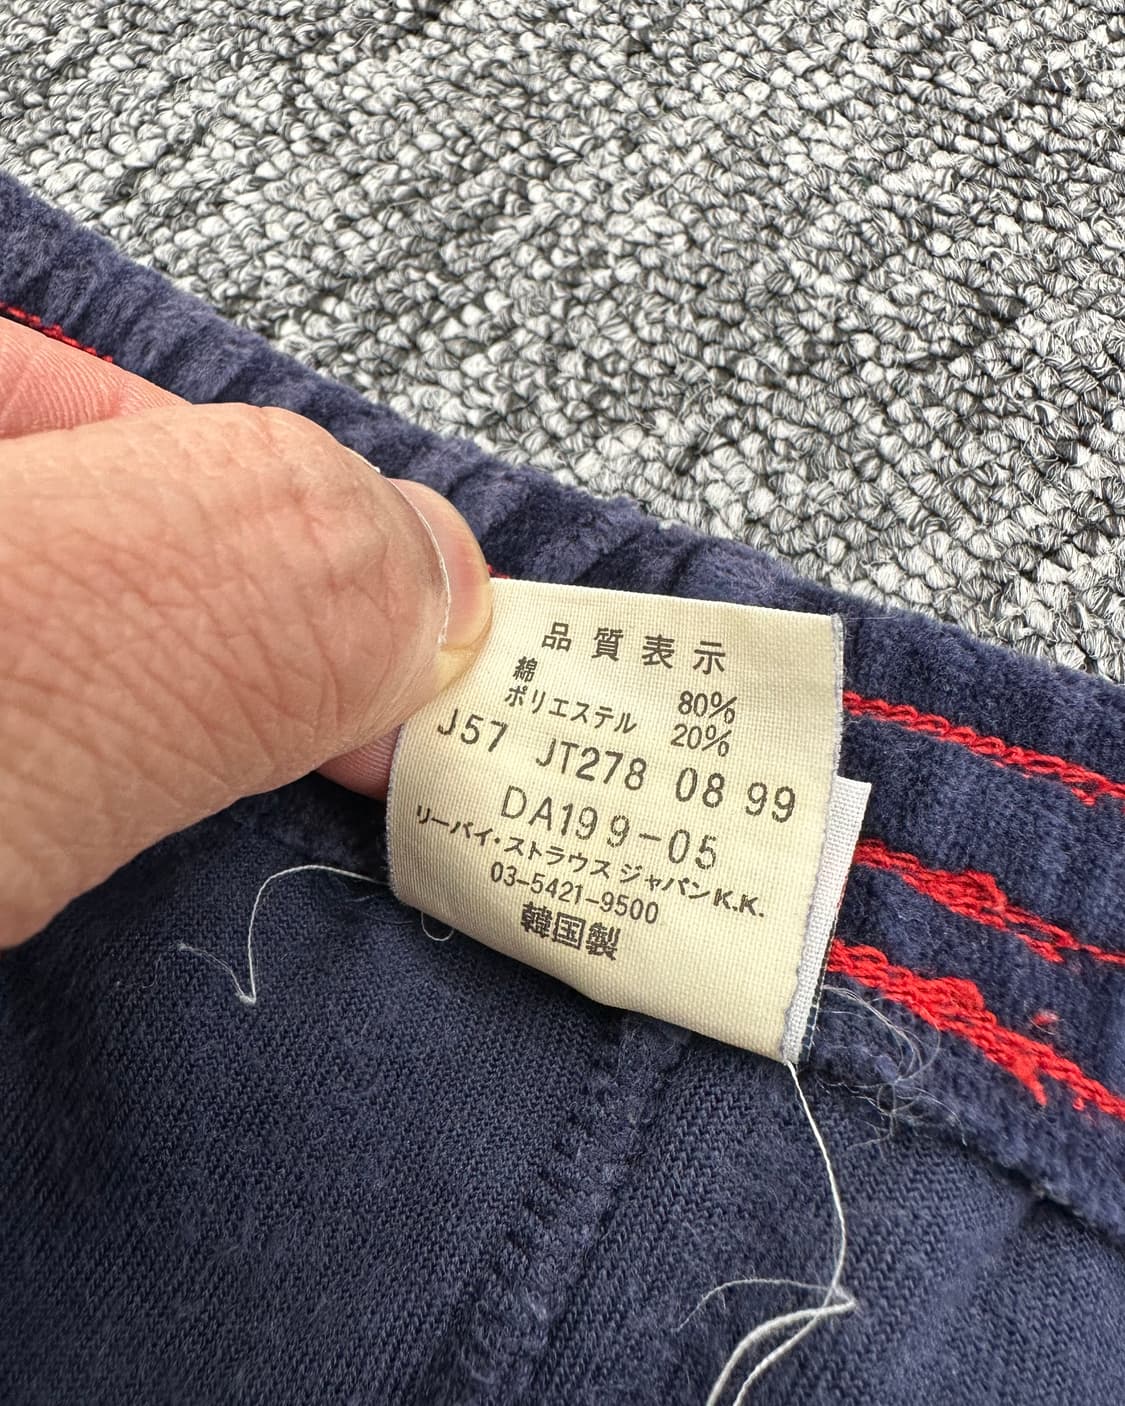 品質表示
綿 80%
ポリエステル 20%
J57 JT278 08 99
DA199-05
リーバイ・ストラウス ジャパンK.K.
03-5421-9500
韓国製